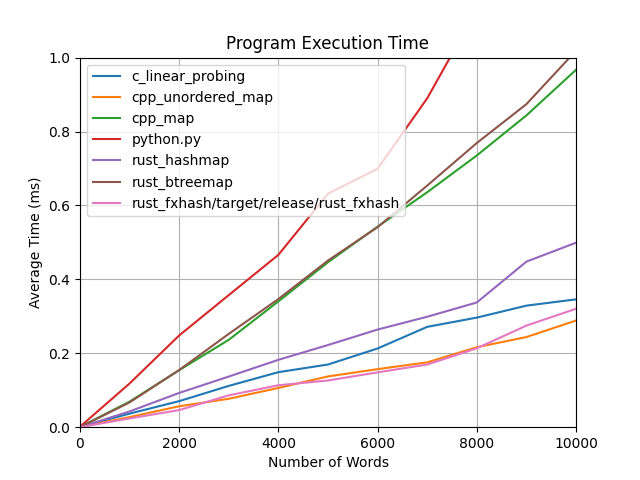 Program Execution Time
1.0
0.8
0.6
0.4
0.2
0.0
Average Time (ms)
c_linear_probing
cpp_unordered_map
cpp_map
python.py
rust_hashmap
rust_btreemap
rust_fxhash/target/release/rust_fxhash
0 2000 4000 6000 8000 10000
Number of Words